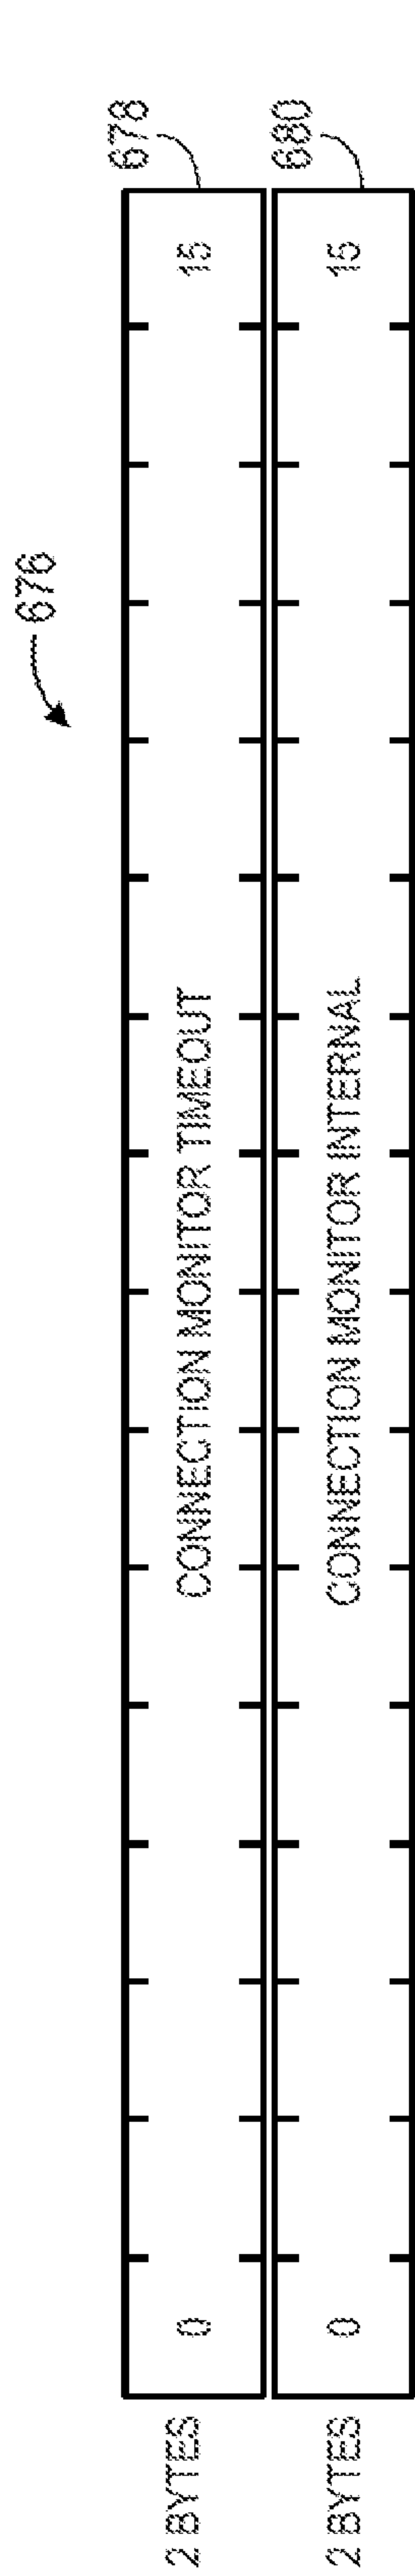 676
2 BYTES 0 CONNECTION MONITOR TIMEOUT 15 678
2 BYTES 0 CONNECTION MONITOR INTERNAL 15 680